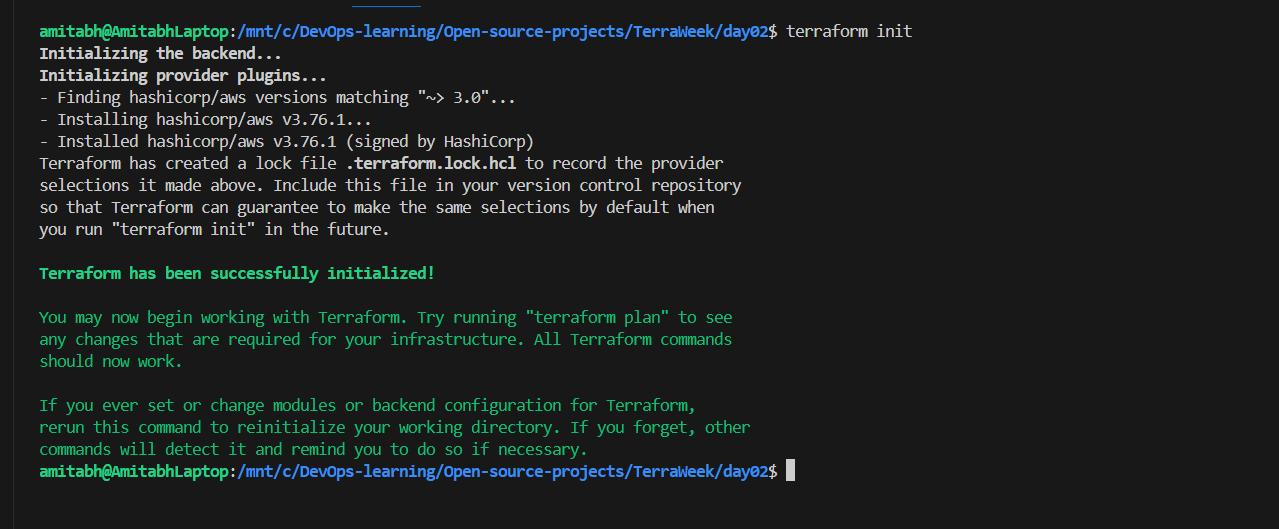 amitabh@AmitabhLaptop:/mnt/c/DevOps-learning/Open-source-projects/TerraWeek/day02$ terraform init
Initializing the backend...
Initializing provider plugins...
- Finding hashicorp/aws versions matching "~> 3.0"...
- Installing hashicorp/aws v3.76.1...
- Installed hashicorp/aws v3.76.1 (signed by HashiCorp)
Terraform has created a lock file .terraform.lock.hcl to record the provider
selections it made above. Include this file in your version control repository
so that Terraform can guarantee to make the same selections by default when
you run "terraform init" in the future.
Terraform has been successfully initialized!
You may now begin working with Terraform. Try running "terraform plan" to see
any changes that are required for your infrastructure. All Terraform commands
should now work.
If you ever set or change modules or backend configuration for Terraform,
rerun this command to reinitialize your working directory. If you forget, other
commands will detect it and remind you to do so if necessary.
amitabh@AmitabhLaptop:/mnt/c/DevOps-learning/Open-source-projects/TerraWeek/day02$